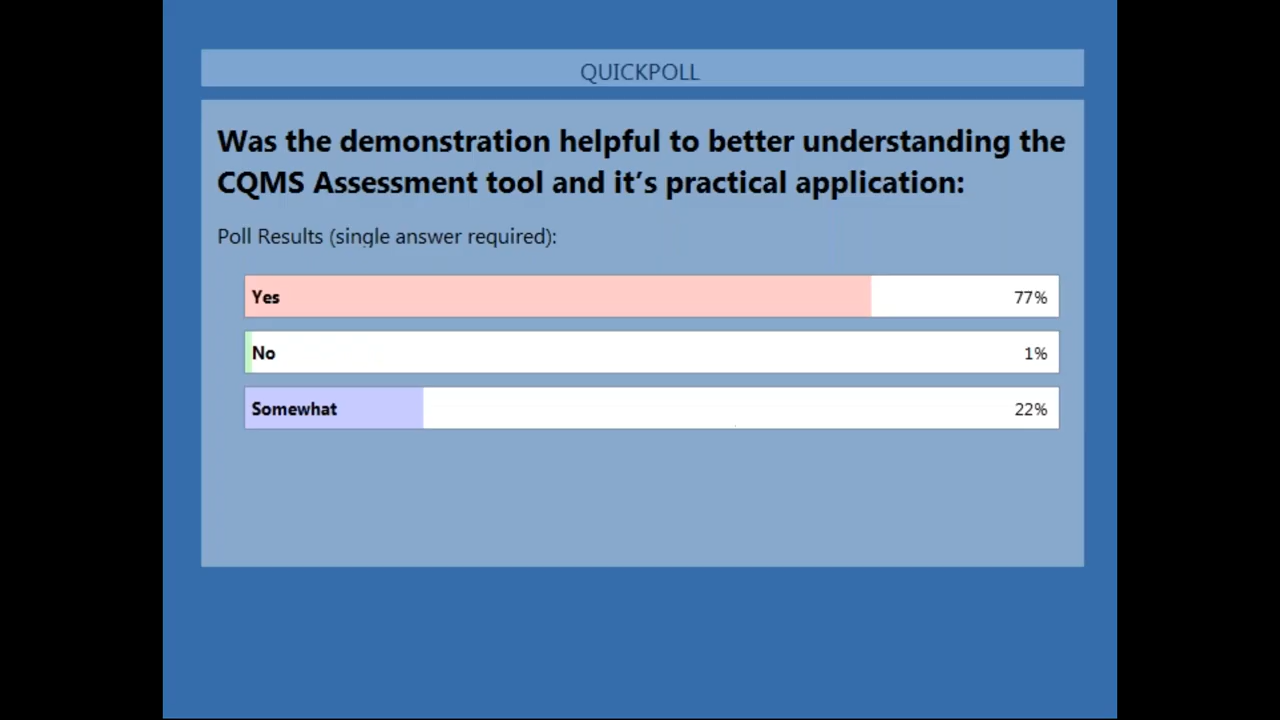 QUICKPOLL
Was the demonstration helpful to better understanding the
CQMS Assessment tool and it’s practical application:
Poll Results (single answer required):
Yes 77%
No 1%
Somewhat 22%